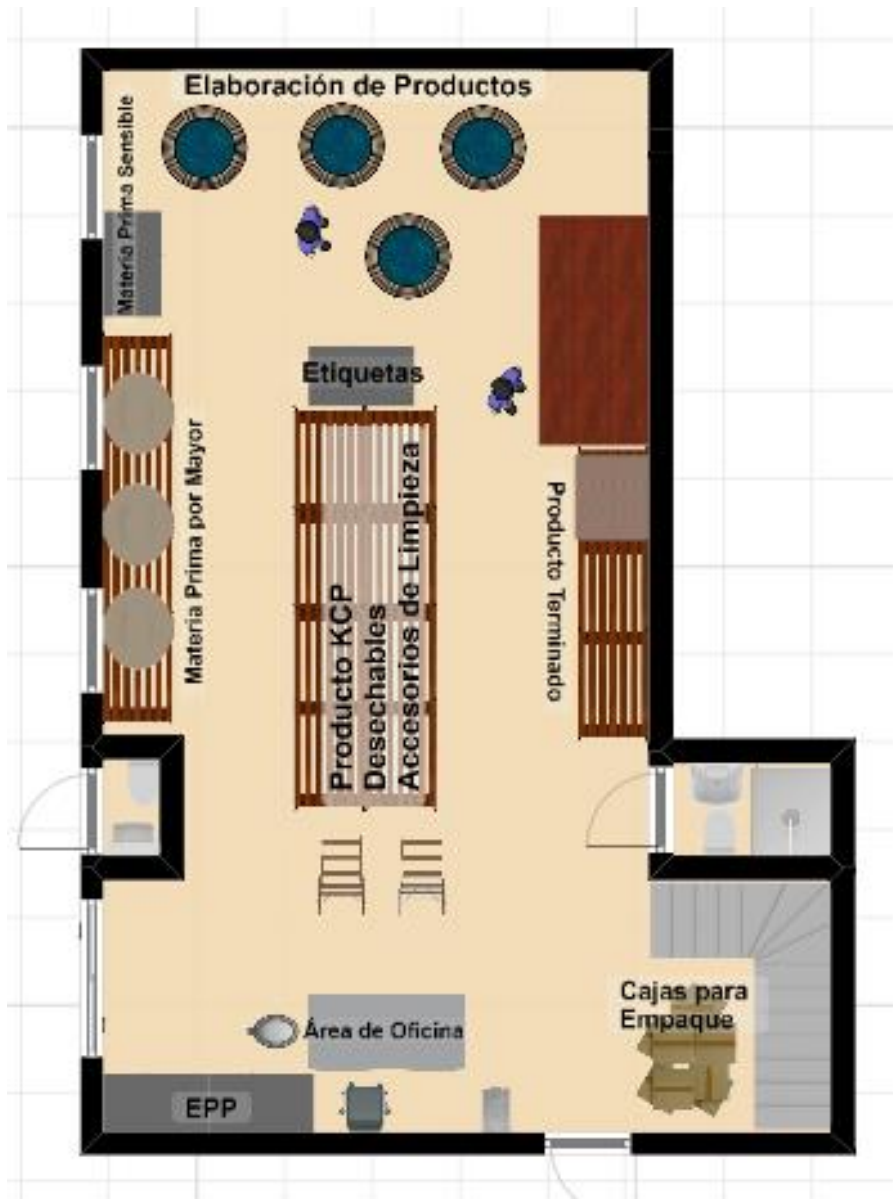 Elaboración de Productos
Materia Prima Sensible
Etiquetas
Materia Prima por Mayor
Producto KCP
Desechables
Accesorios de Limpieza
Producto Terminado
Cajas para
Empaque
Área de Oficina
EPP